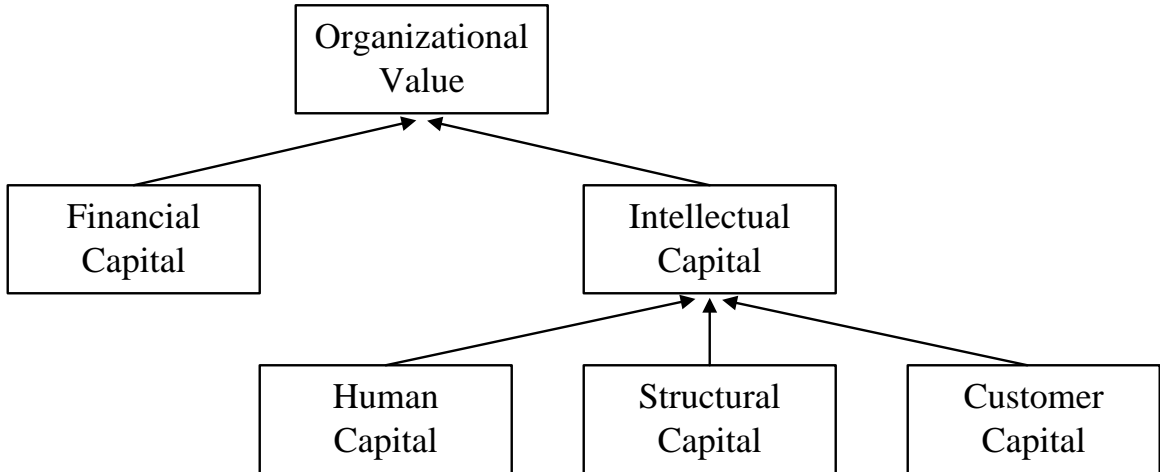 Organizational
Value
Financial
Capital
Intellectual
Capital
Human
Capital
Structural
Capital
Customer
Capital